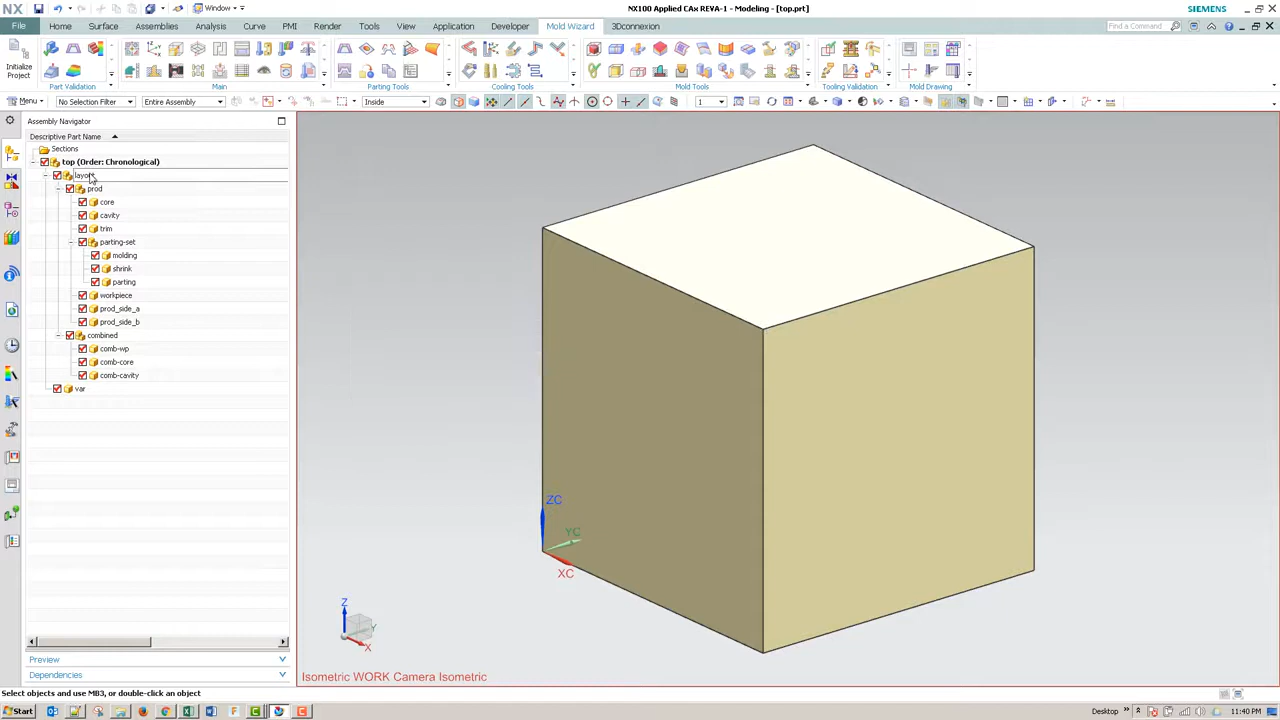 NX
Window
NX100 Applied CAx REVA-1 - Modeling - [top.prt]
SIEMENS
File
Home
Surface
Assemblies
Analysis
Curve
PMI
Render
Tools
View
Application
Developer
Mold Wizard
3Dconnexion
Find a Command
Initialize
Project
Part Validation
Main
Parting Tools
Cooling Tools
Mold Tools
Tooling Validation
Mold Drawing
Menu
No Selection Filter
Entire Assembly
Inside
1
Assembly Navigator
Descriptive Part Name
Sections
top (Order: Chronological)
layout
prod
core
cavity
trim
parting-set
molding
shrink
parting
workpiece
prod_side_a
prod_side_b
combined
comb-wp
comb-core
comb-cavity
var
ZC
YC
XC
Z
Y
X
Isometric WORK Camera Isometric
Preview
Dependencies
Select objects and use MB3, or double-click an object
Start
Desktop
11:40 PM